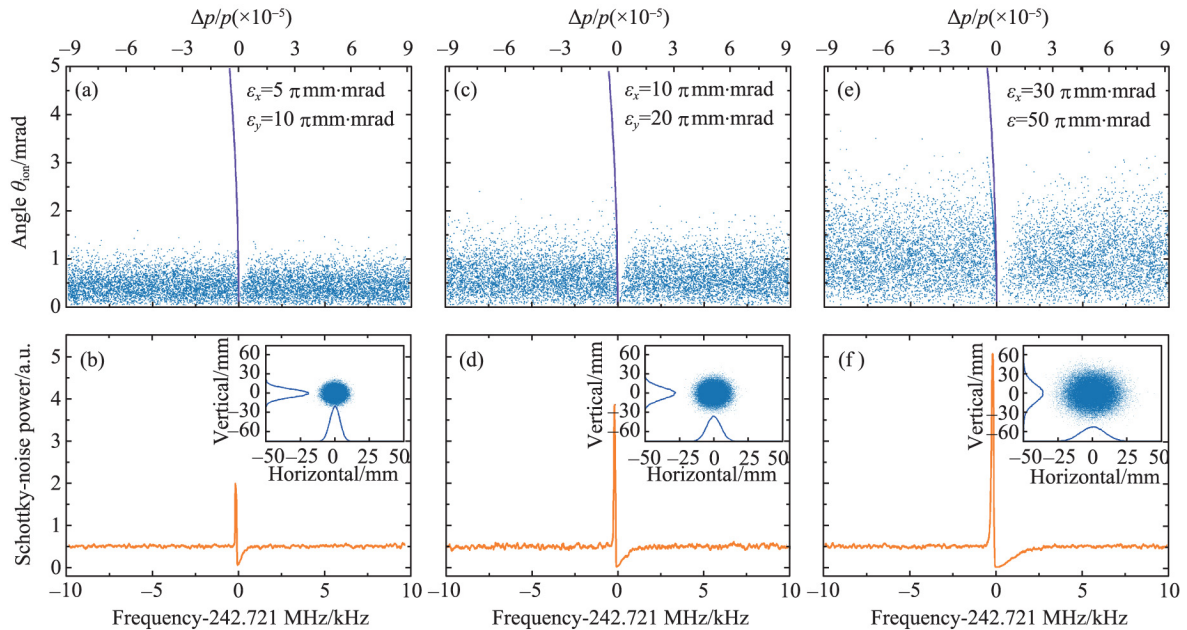 Δp/p(×10⁻⁵) Δp/p(×10⁻⁵) Δp/p(×10⁻⁵)
−9 −6 −3 0 3 6 9 −9 −6 −3 0 3 6 9 −9 −6 −3 0 3 6 9
5
4
3
2
1
0
Angle θion/mrad
(a)
εx=5 π mm·mrad
εy=10 π mm·mrad
(c)
εx=10 π mm·mrad
εy=20 π mm·mrad
(e)
εx=30 π mm·mrad
ε=50 π mm·mrad
5
4
3
2
1
0
Schottky-noise power/a.u.
(b)
Vertical/mm
60
30
0
−30
−60
−50 −25 0 25 50
Horizontal/mm
(d)
Vertical/mm
60
30
0
−30
−60
−50 −25 0 25 50
Horizontal/mm
(f)
Vertical/mm
60
30
0
−30
−60
−50 −25 0 25 50
Horizontal/mm
−10 −5 0 5 10 −10 −5 0 5 10 −10 −5 0 5 10
Frequency-242.721 MHz/kHz Frequency-242.721 MHz/kHz Frequency-242.721 MHz/kHz